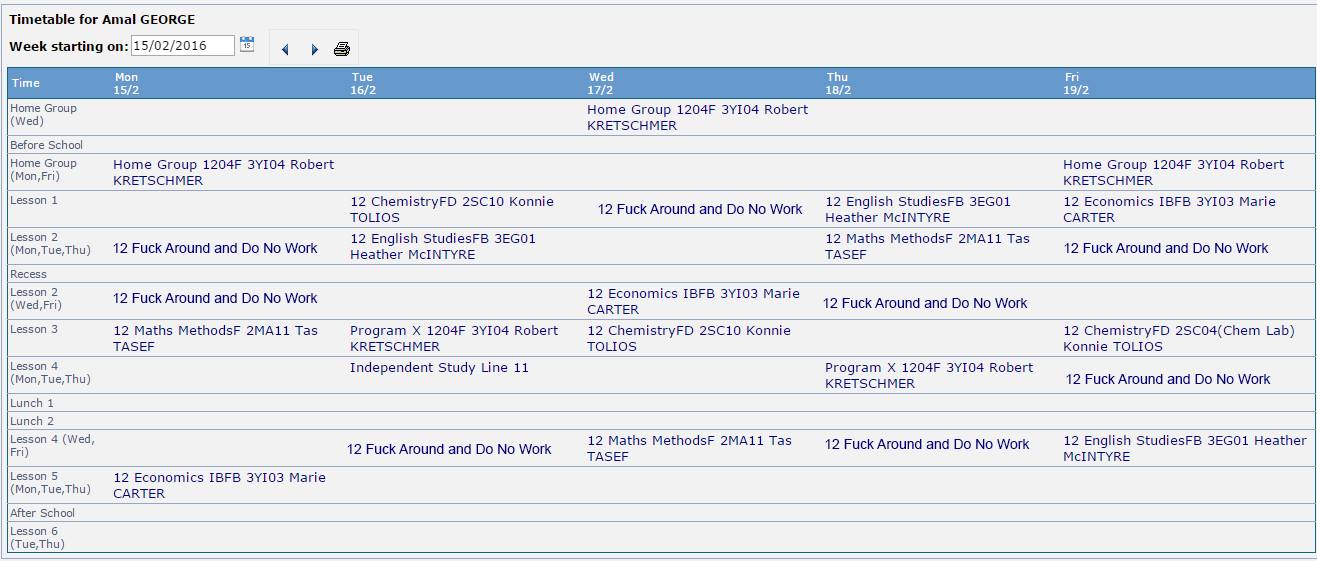 Timetable for Amal GEORGE
Week starting on: 15/02/2016 15
Time Mon Tue Wed Thu Fri
15/2 16/2 17/2 18/2 19/2
Home Group Home Group 1204F 3YI04 Robert
(Wed) KRETSCHMER
Before School
Home Group Home Group 1204F 3YI04 Robert Home Group 1204F 3YI04 Robert
(Mon,Fri) KRETSCHMER KRETSCHMER
Lesson 1 12 ChemistryFD 2SC10 Konnie 12 Fuck Around and Do No Work 12 English StudiesFB 3EG01 12 Economics IBFB 3YI03 Marie
TOLIOS Heather McINTYRE CARTER
Lesson 2 12 Fuck Around and Do No Work 12 English StudiesFB 3EG01 12 Maths MethodsF 2MA11 Tas 12 Fuck Around and Do No Work
(Mon,Tue,Thu) Heather McINTYRE TASEF
Recess
Lesson 2 12 Fuck Around and Do No Work 12 Economics IBFB 3YI03 Marie 12 Fuck Around and Do No Work
(Wed,Fri) CARTER
Lesson 3 12 Maths MethodsF 2MA11 Tas Program X 1204F 3YI04 Robert 12 ChemistryFD 2SC10 Konnie 12 ChemistryFD 2SC04(Chem Lab)
TASEF KRETSCHMER TOLIOS Konnie TOLIOS
Lesson 4 Independent Study Line 11 Program X 1204F 3YI04 Robert 12 Fuck Around and Do No Work
(Mon,Tue,Thu) KRETSCHMER
Lunch 1
Lunch 2
Lesson 4 (Wed, 12 Fuck Around and Do No Work 12 Maths MethodsF 2MA11 Tas 12 Fuck Around and Do No Work 12 English StudiesFB 3EG01 Heather
Fri) TASEF McINTYRE
Lesson 5 12 Economics IBFB 3YI03 Marie
(Mon,Tue,Thu) CARTER
After School
Lesson 6
(Tue,Thu)